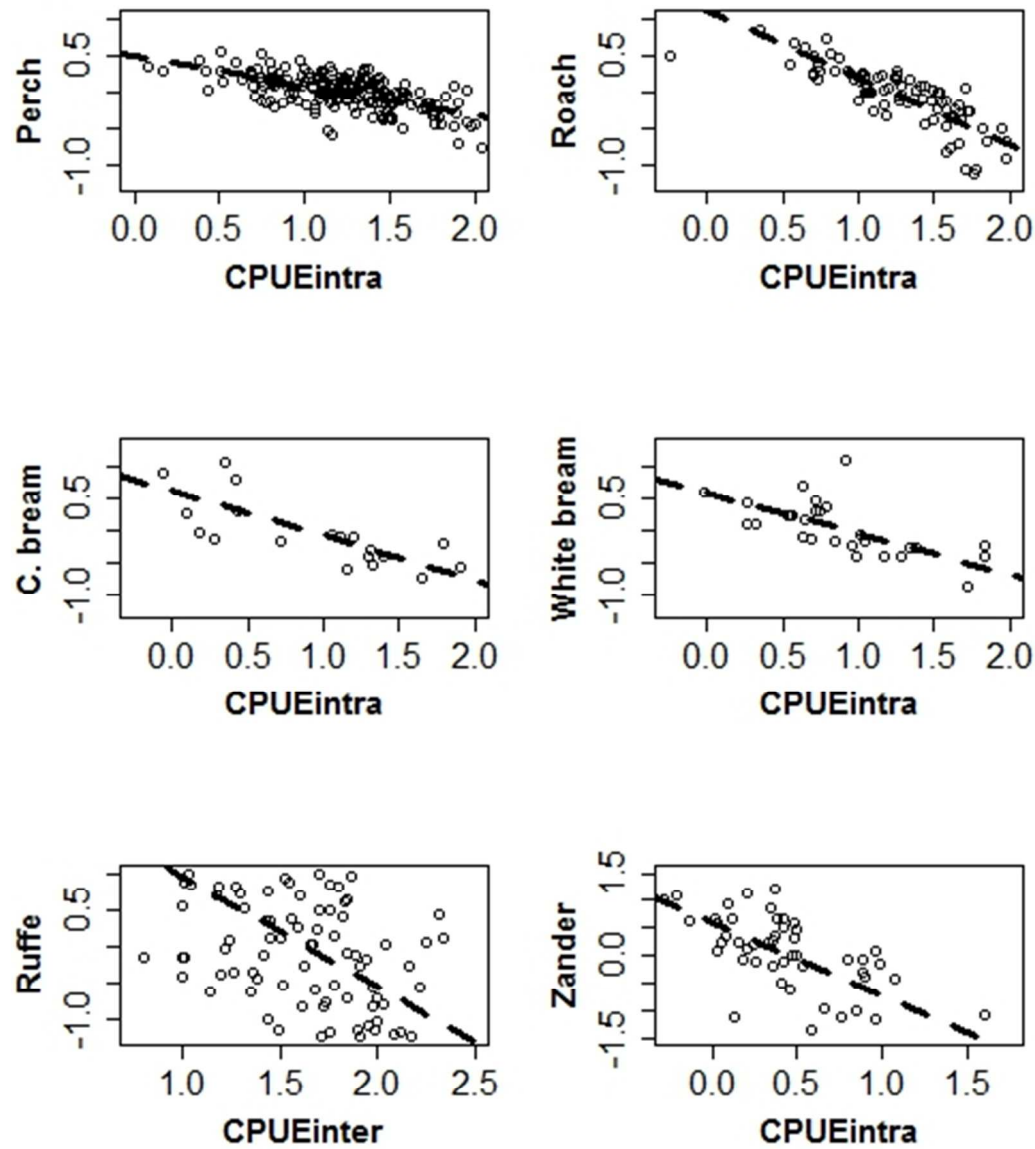 Perch
0.5
-1.0
0.0 0.5 1.0 1.5 2.0
CPUEintra
Roach
0.5
-1.0
0.0 0.5 1.0 1.5 2.0
CPUEintra
C. bream
0.5
-1.0
0.0 0.5 1.0 1.5 2.0
CPUEintra
White bream
0.5
-1.0
0.0 0.5 1.0 1.5 2.0
CPUEintra
Ruffe
0.5
-1.0
1.0 1.5 2.0 2.5
CPUEinter
Zander
1.5
0.0
-1.5
0.0 0.5 1.0 1.5
CPUEintra